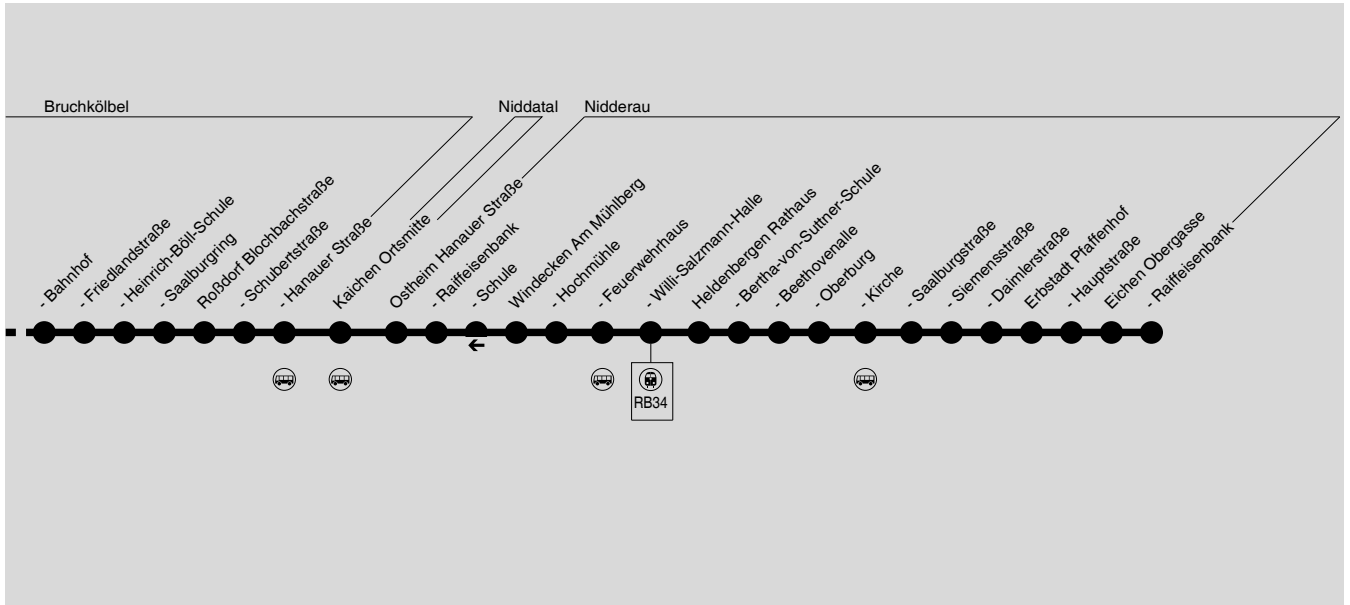 Bruchkölbel
Niddatal
Nidderau
- Bahnhof
- Friedlandstraße
- Heinrich-Böll-Schule
- Saalburgring
Roßdorf Blochbachstraße
- Schubertstraße
- Hanauer Straße
Kaichen Ortsmitte
Ostheim Hanauer Straße
- Raiffeisenbank
- Schule
Windecken Am Mühlberg
- Hochmühle
- Feuerwehrhaus
- Willi-Salzmann-Halle
Heldenbergen Rathaus
- Bertha-von-Suttner-Schule
- Beethovenalle
- Oberburg
- Kirche
- Saalburgstraße
- Siemensstraße
- Daimlerstraße
Erbstadt Pfaffenhof
- Hauptstraße
Eichen Obergasse
- Raiffeisenbank
RB34